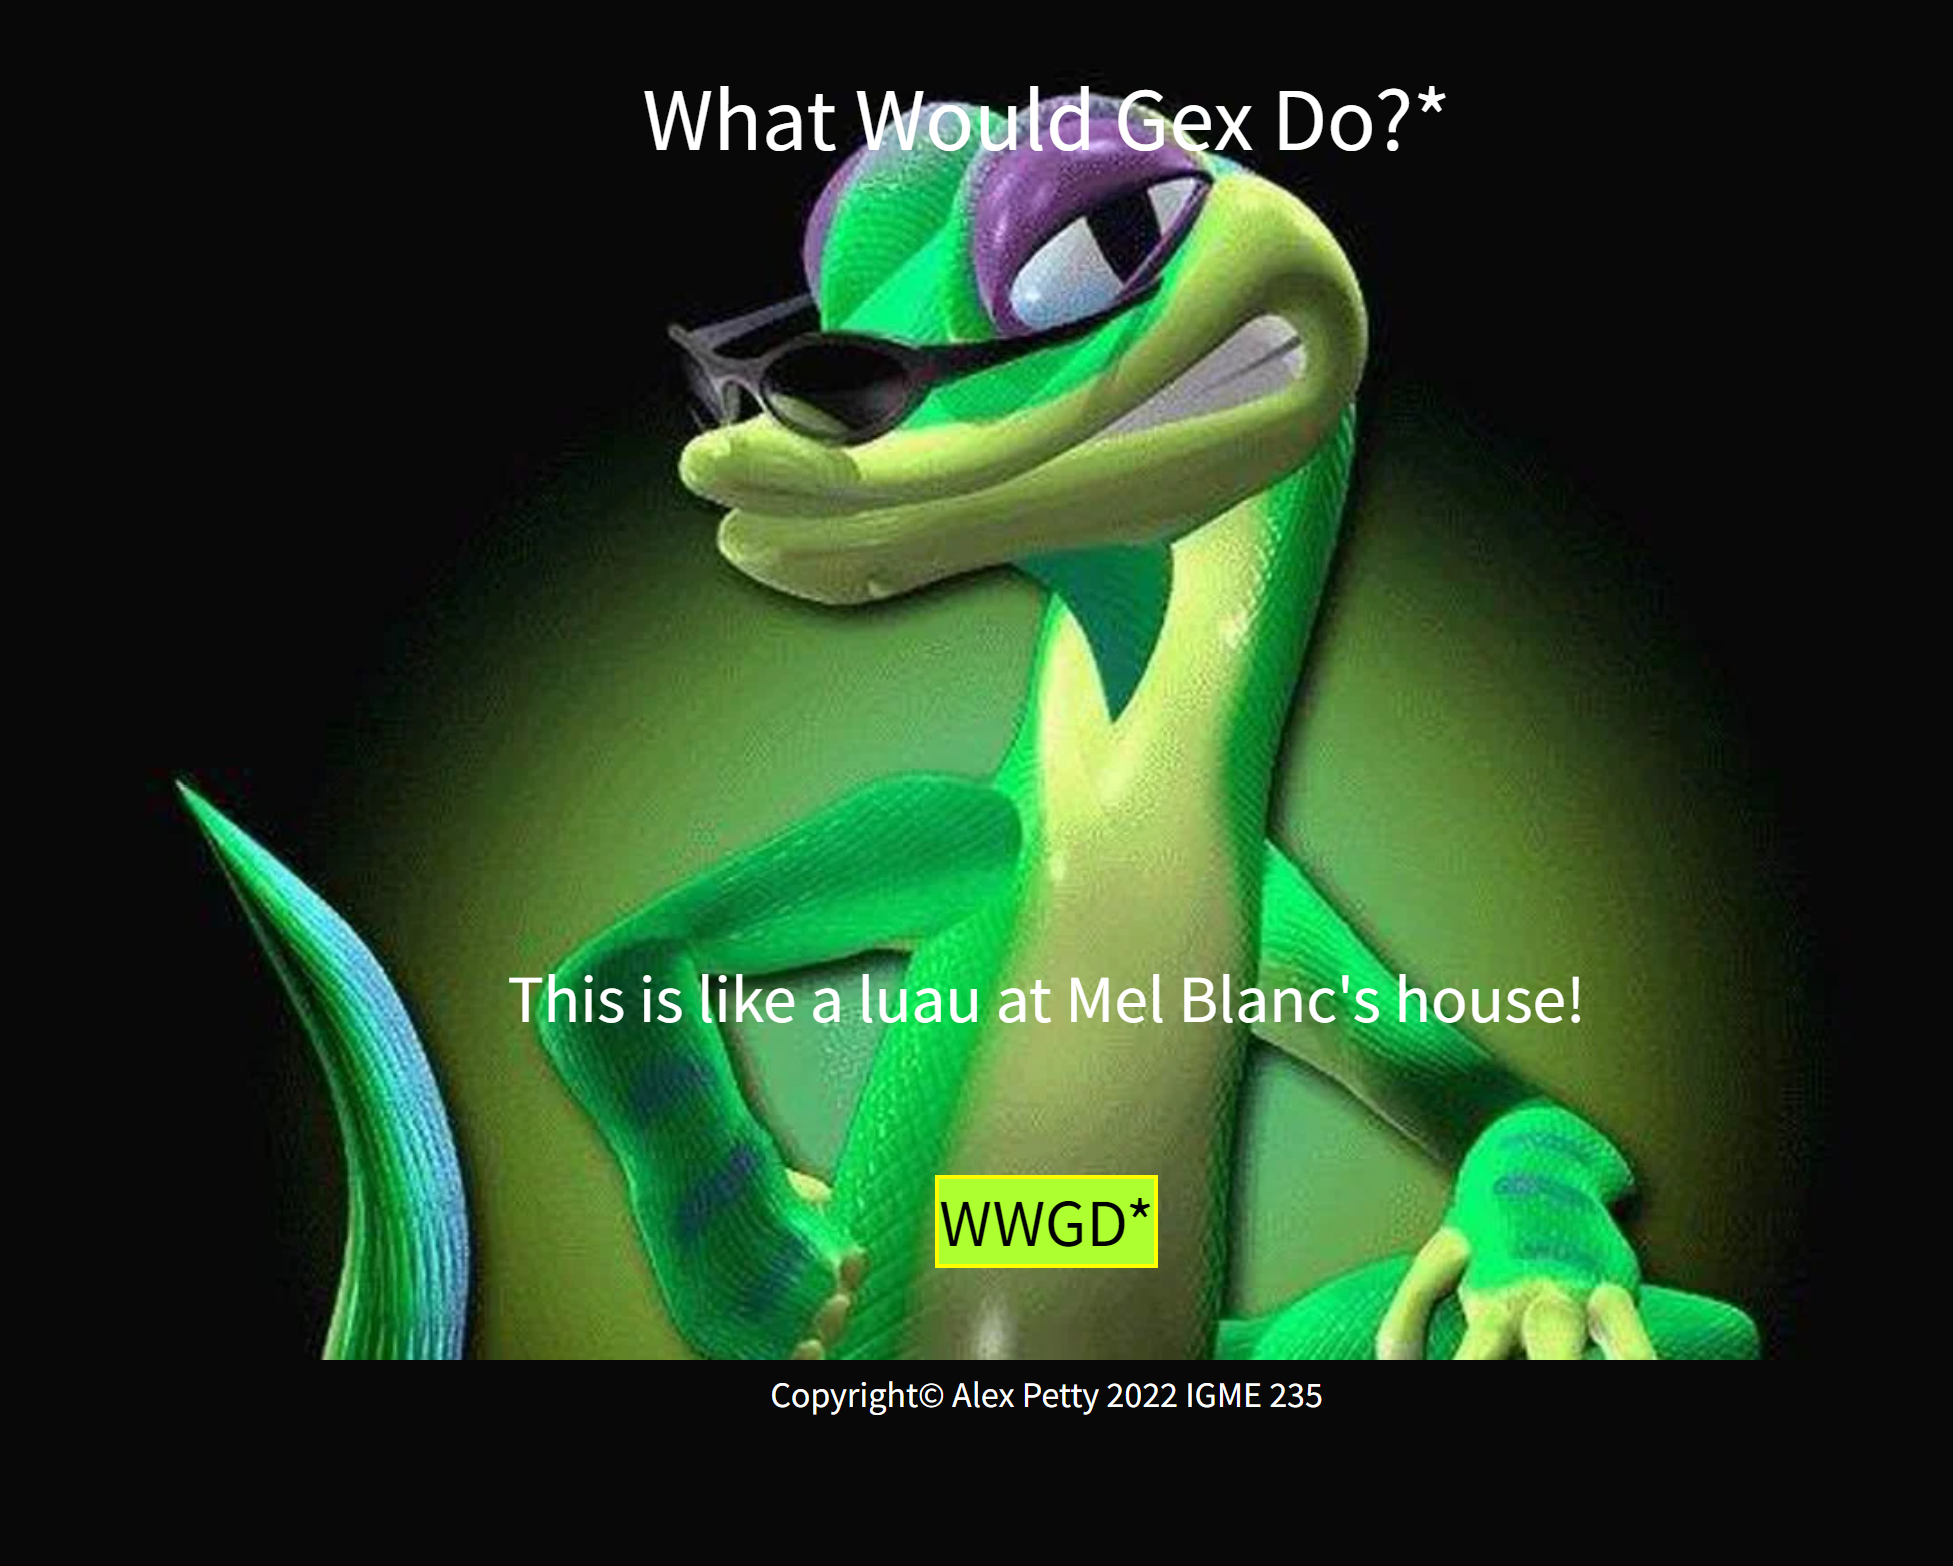 What Would Gex Do?*
This is like a luau at Mel Blanc's house!
WWGD*
Copyright© Alex Petty 2022 IGME 235